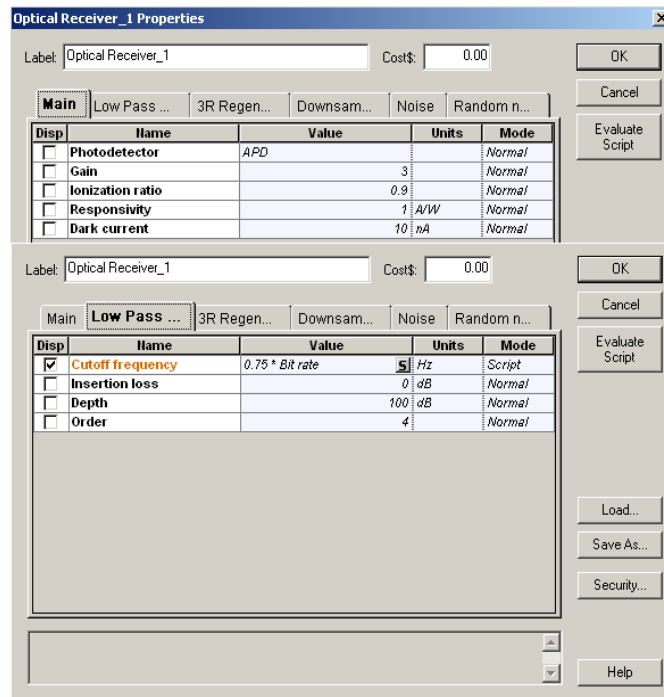 Optical Receiver_1 Properties
Label: Optical Receiver_1 Cost$: 0.00 OK
Cancel
Main Low Pass ... 3R Regen... Downsam... Noise Random n...
Evaluate Script
Disp Name Value Units Mode
Photodetector APD Normal
Gain 3 Normal
Ionization ratio 0.9 Normal
Responsivity 1 A/W Normal
Dark current 10 nA Normal
Label: Optical Receiver_1 Cost$: 0.00 OK
Cancel
Main Low Pass ... 3R Regen... Downsam... Noise Random n...
Evaluate Script
Disp Name Value Units Mode
Cutoff frequency 0.75 * Bit rate S Hz Script
Insertion loss 0 dB Normal
Depth 100 dB Normal
Order 4 Normal
Load...
Save As...
Security...
Help